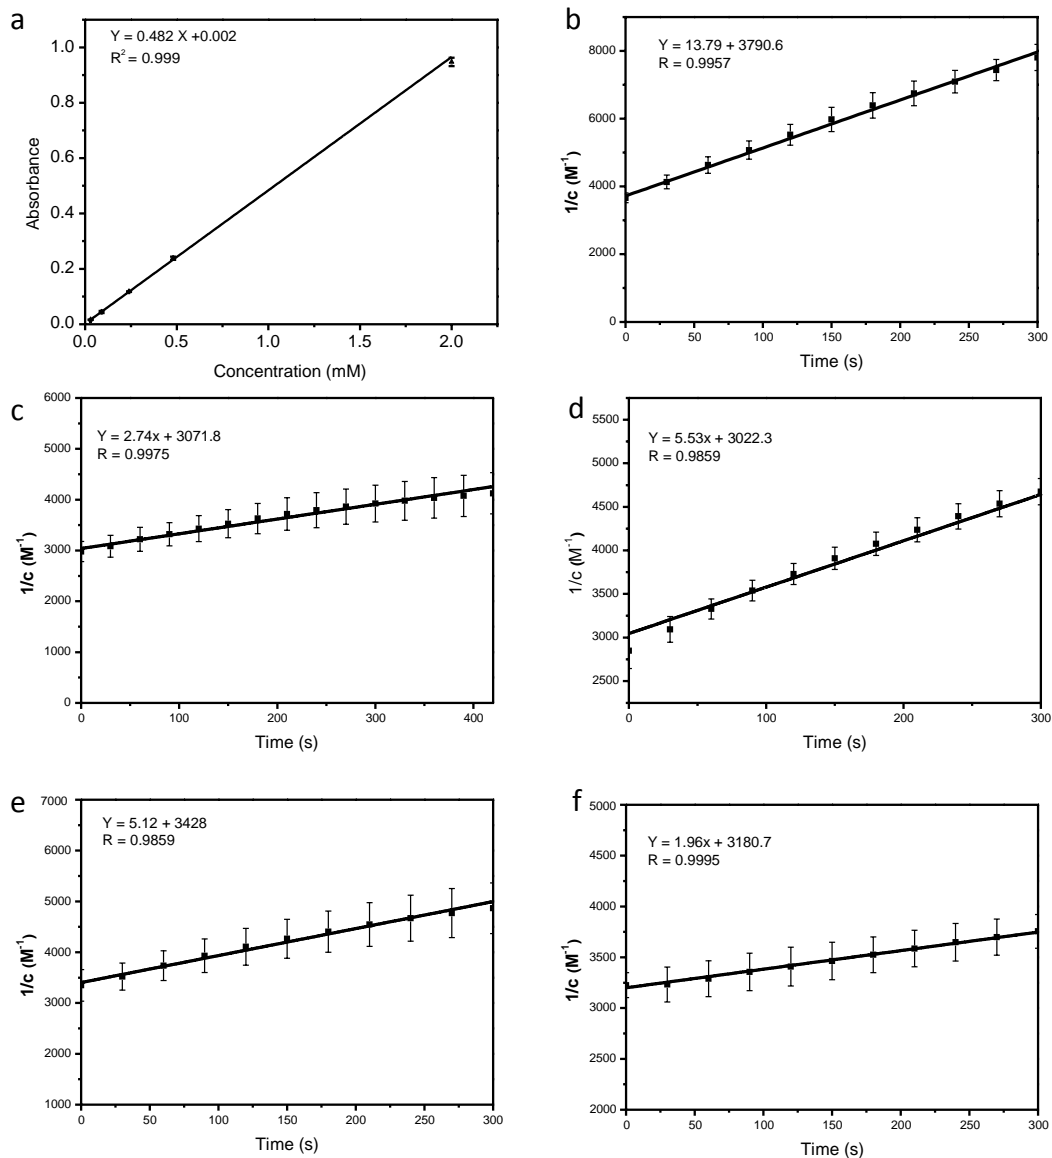 a
Y = 0.482 X +0.002
R² = 0.999
1.0
0.8
0.6
0.4
0.2
0.0
Absorbance
0.0 0.5 1.0 1.5 2.0
Concentration (mM)
b
Y = 13.79 + 3790.6
R = 0.9957
8000
6000
4000
2000
0
1/c (M⁻¹)
0 50 100 150 200 250 300
Time (s)
c
Y = 2.74x + 3071.8
R = 0.9975
6000
5000
4000
3000
2000
1000
0
1/c (M⁻¹)
0 100 200 300 400
Time (s)
d
Y = 5.53x + 3022.3
R = 0.9859
5500
5000
4500
4000
3500
3000
2500
1/c (M⁻¹)
0 100 200 300
Time (s)
e
Y = 5.12 + 3428
R = 0.9859
7000
6000
5000
4000
3000
2000
1000
1/c (M⁻¹)
0 50 100 150 200 250 300
Time (s)
f
Y = 1.96x + 3180.7
R = 0.9995
5000
4500
4000
3500
3000
2500
2000
1/c (M⁻¹)
0 50 100 150 200 250 300
Time (s)